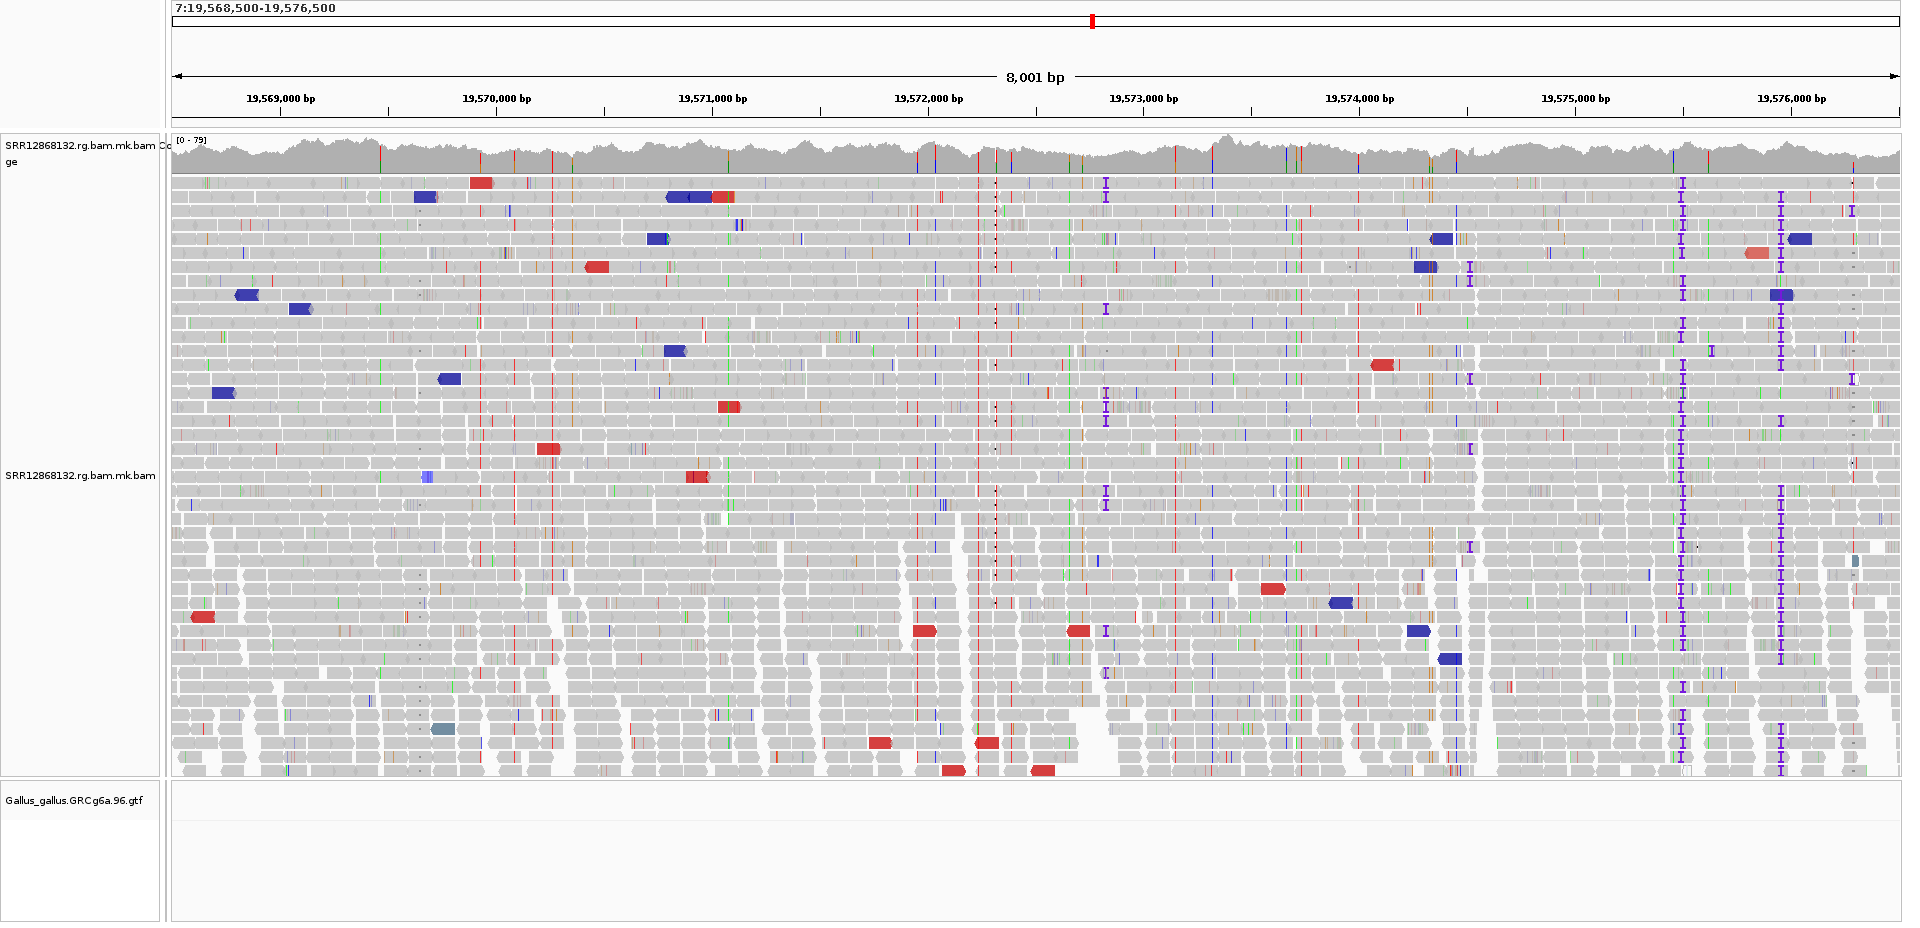 7:19,568,500-19,576,500
8,001 bp
19,569,000 bp 19,570,000 bp 19,571,000 bp 19,572,000 bp 19,573,000 bp 19,574,000 bp 19,575,000 bp 19,576,000 bp
SRR12868132.rg.bam.mk.bam Co
ge
[0 - 79]
SRR12868132.rg.bam.mk.bam
Gallus_gallus.GRCg6a.96.gtf